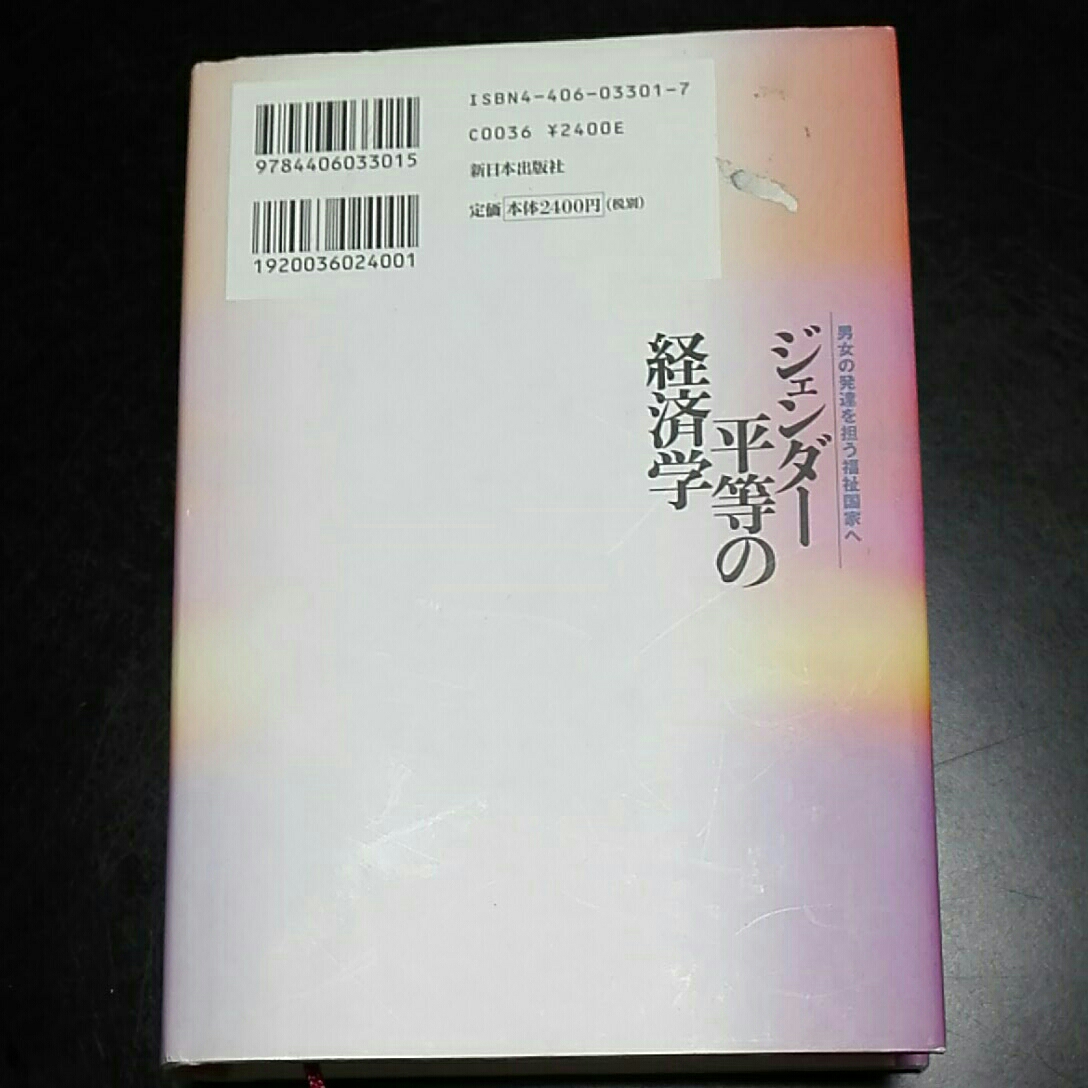 ISBN4-406-03301-7
C0036 ¥2400E
新日本出版社
定価 本体2400円(税別)
9784406033015
1920036024001
男女の発達を担う福祉国家へ
ジェンダー
平等の
経済学